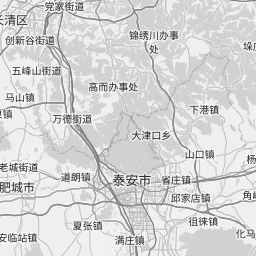 党家街道
长清区
创新谷街道
锦绣川办事
处
五峰山街道
高而办事处
马山镇
下港镇
万德街道
大津口乡
山口镇
老城街道
道朗镇
泰安市
省庄镇
肥城市
邱家店镇
角峪
徂徕镇
夏张镇
化马
安临站镇
满庄镇